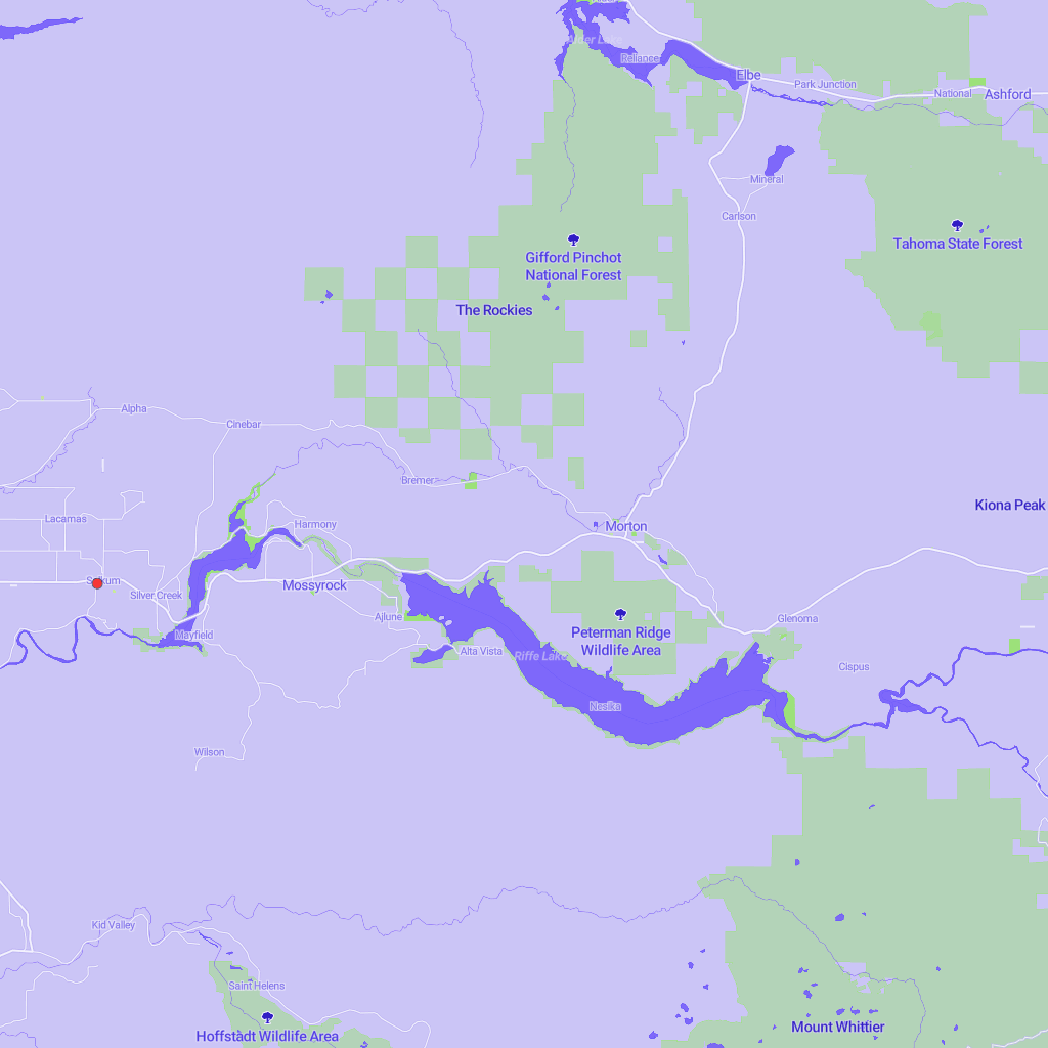 Reliance
Elbe
Park Junction
National
Ashford
Mineral
Carlson
Tahoma State Forest
Gifford Pinchot
National Forest
The Rockies
Alpha
Cinebar
Bremer
Kiona Peak
Lacamas
Harmony
Morton
Mossyrock
Silver Creek
Ajlune
Glenoma
Mayfield
Peterman Ridge
Wildlife Area
Alta Vista
Riffe Lake
Cispus
Nesika
Wilson
Kid Valley
Saint Helens
Mount Whittier
Hoffstadt Wildlife Area